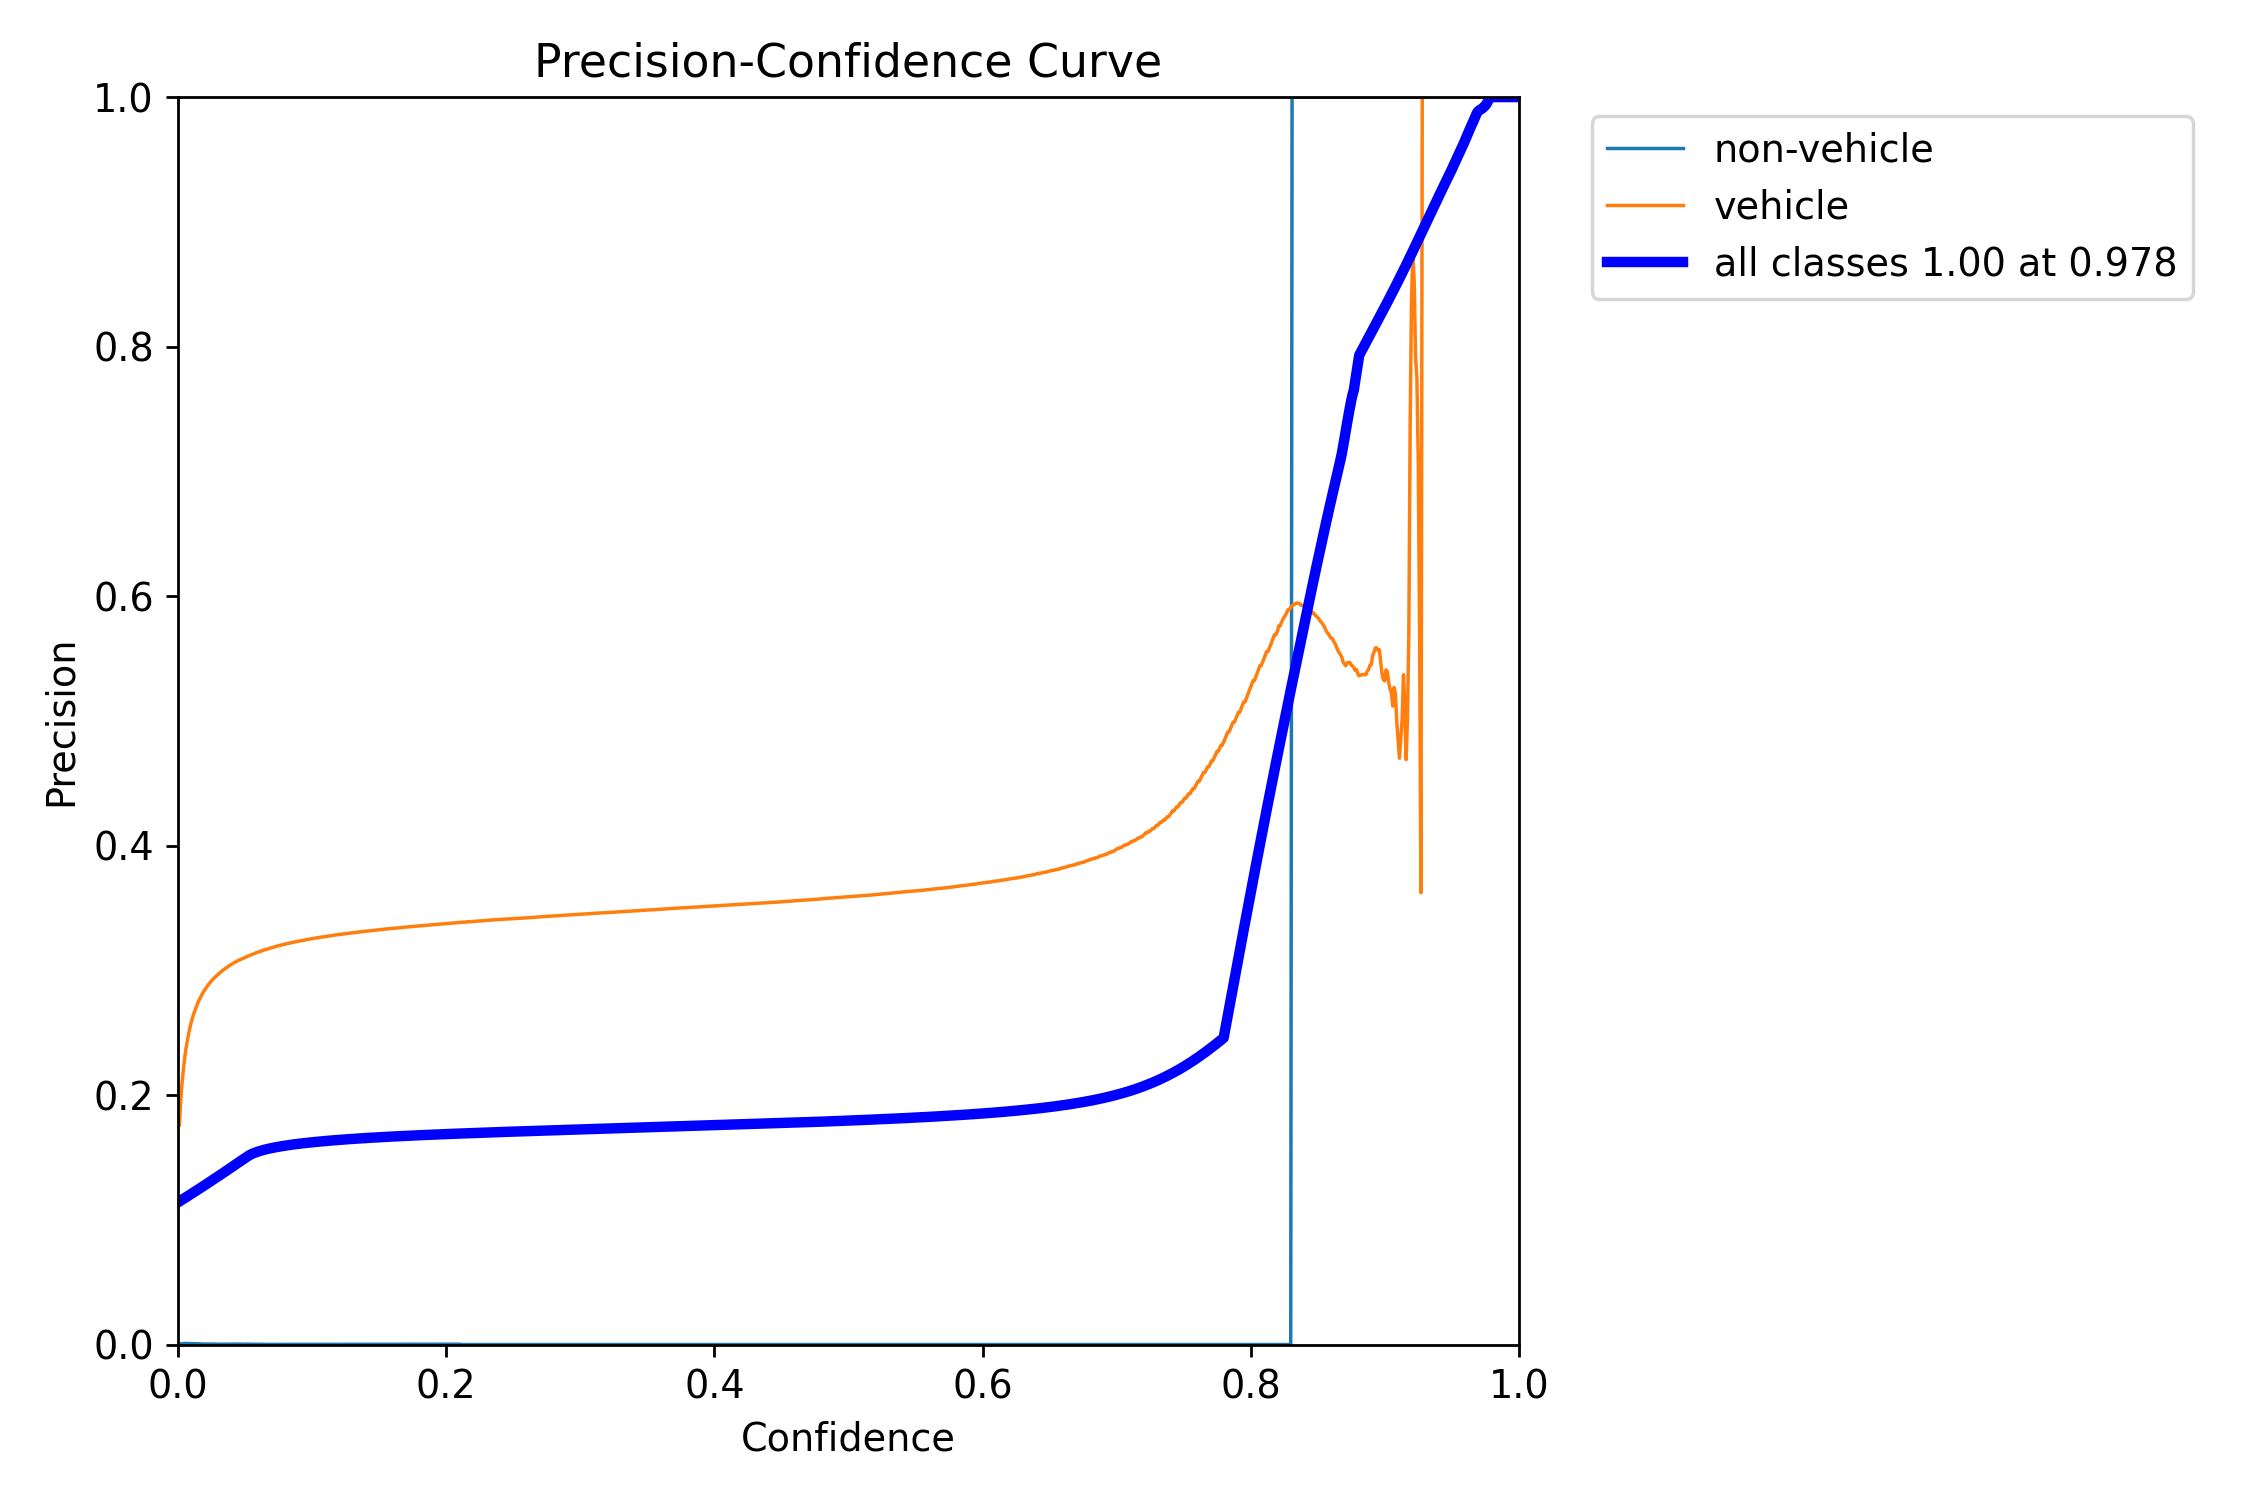 Precision-Confidence Curve
1.0
0.8
0.6
0.4
0.2
0.0
Precision
0.0 0.2 0.4 0.6 0.8 1.0
Confidence
non-vehicle
vehicle
all classes 1.00 at 0.978